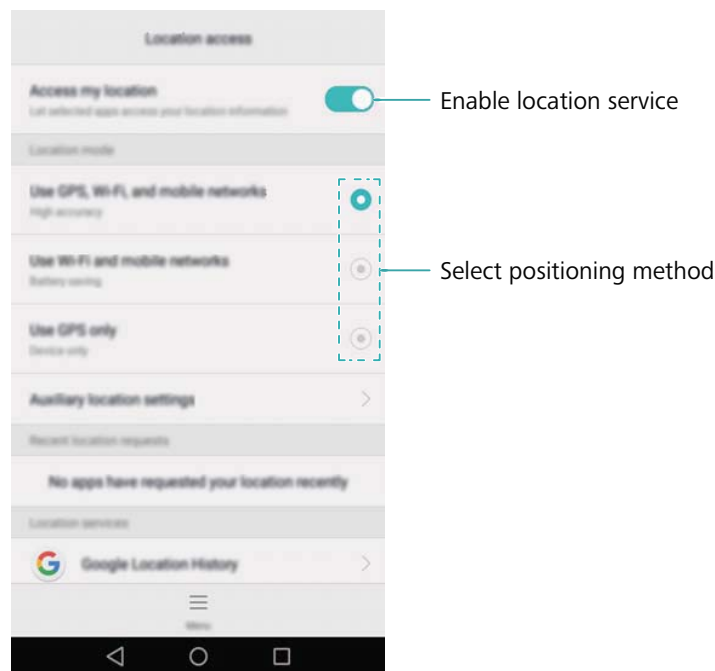 Location access
Access my location
Enable location service
Let selected apps access your location information
Location mode
Use GPS, Wi-Fi, and mobile networks
High accuracy
Use Wi-Fi and mobile networks
Select positioning method
Battery saving
Use GPS only
Device only
Auxiliary location settings
Recent location requests
No apps have requested your location recently
Location services
G Google Location History
Menu